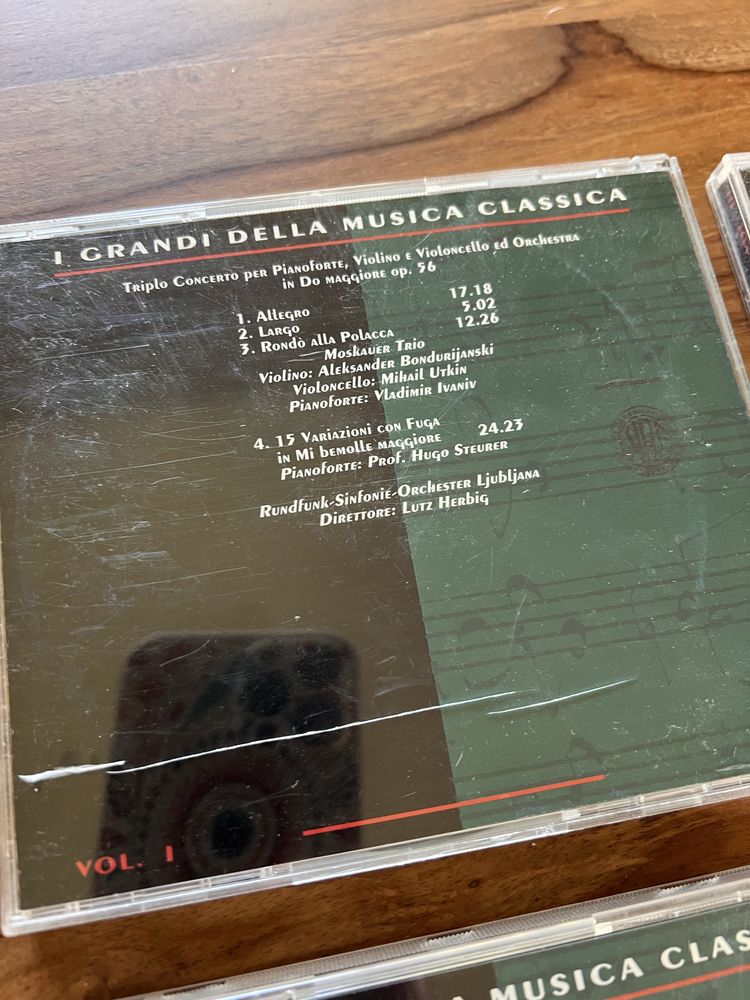 I GRANDI DELLA MUSICA CLASSICA
TRIPLO CONCERTO PER PIANOFORTE, VIOLINO E VIOLONCELLO ED ORCHESTRA
IN DO MAGGIORE OP. 56
1. ALLEGRO 17.18
2. LARGO 5.02
3. RONDÒ ALLA POLACCA 12.26
MOSKAUER TRIO
VIOLINO: ALEKSANDER BONDURIJANSKI
VIOLONCELLO: MIHAIL UTKIN
PIANOFORTE: VLADIMIR IVANIV
4. 15 VARIAZIONI CON FUGA
IN MI BEMOLLE MAGGIORE 24.23
PIANOFORTE: PROF. HUGO STEURER
RUNDFUNK-SINFONIE-ORCHESTER LJUBLJANA
DIRETTORE: LUTZ HERBIG
VOL. I
MUSICA CLAS